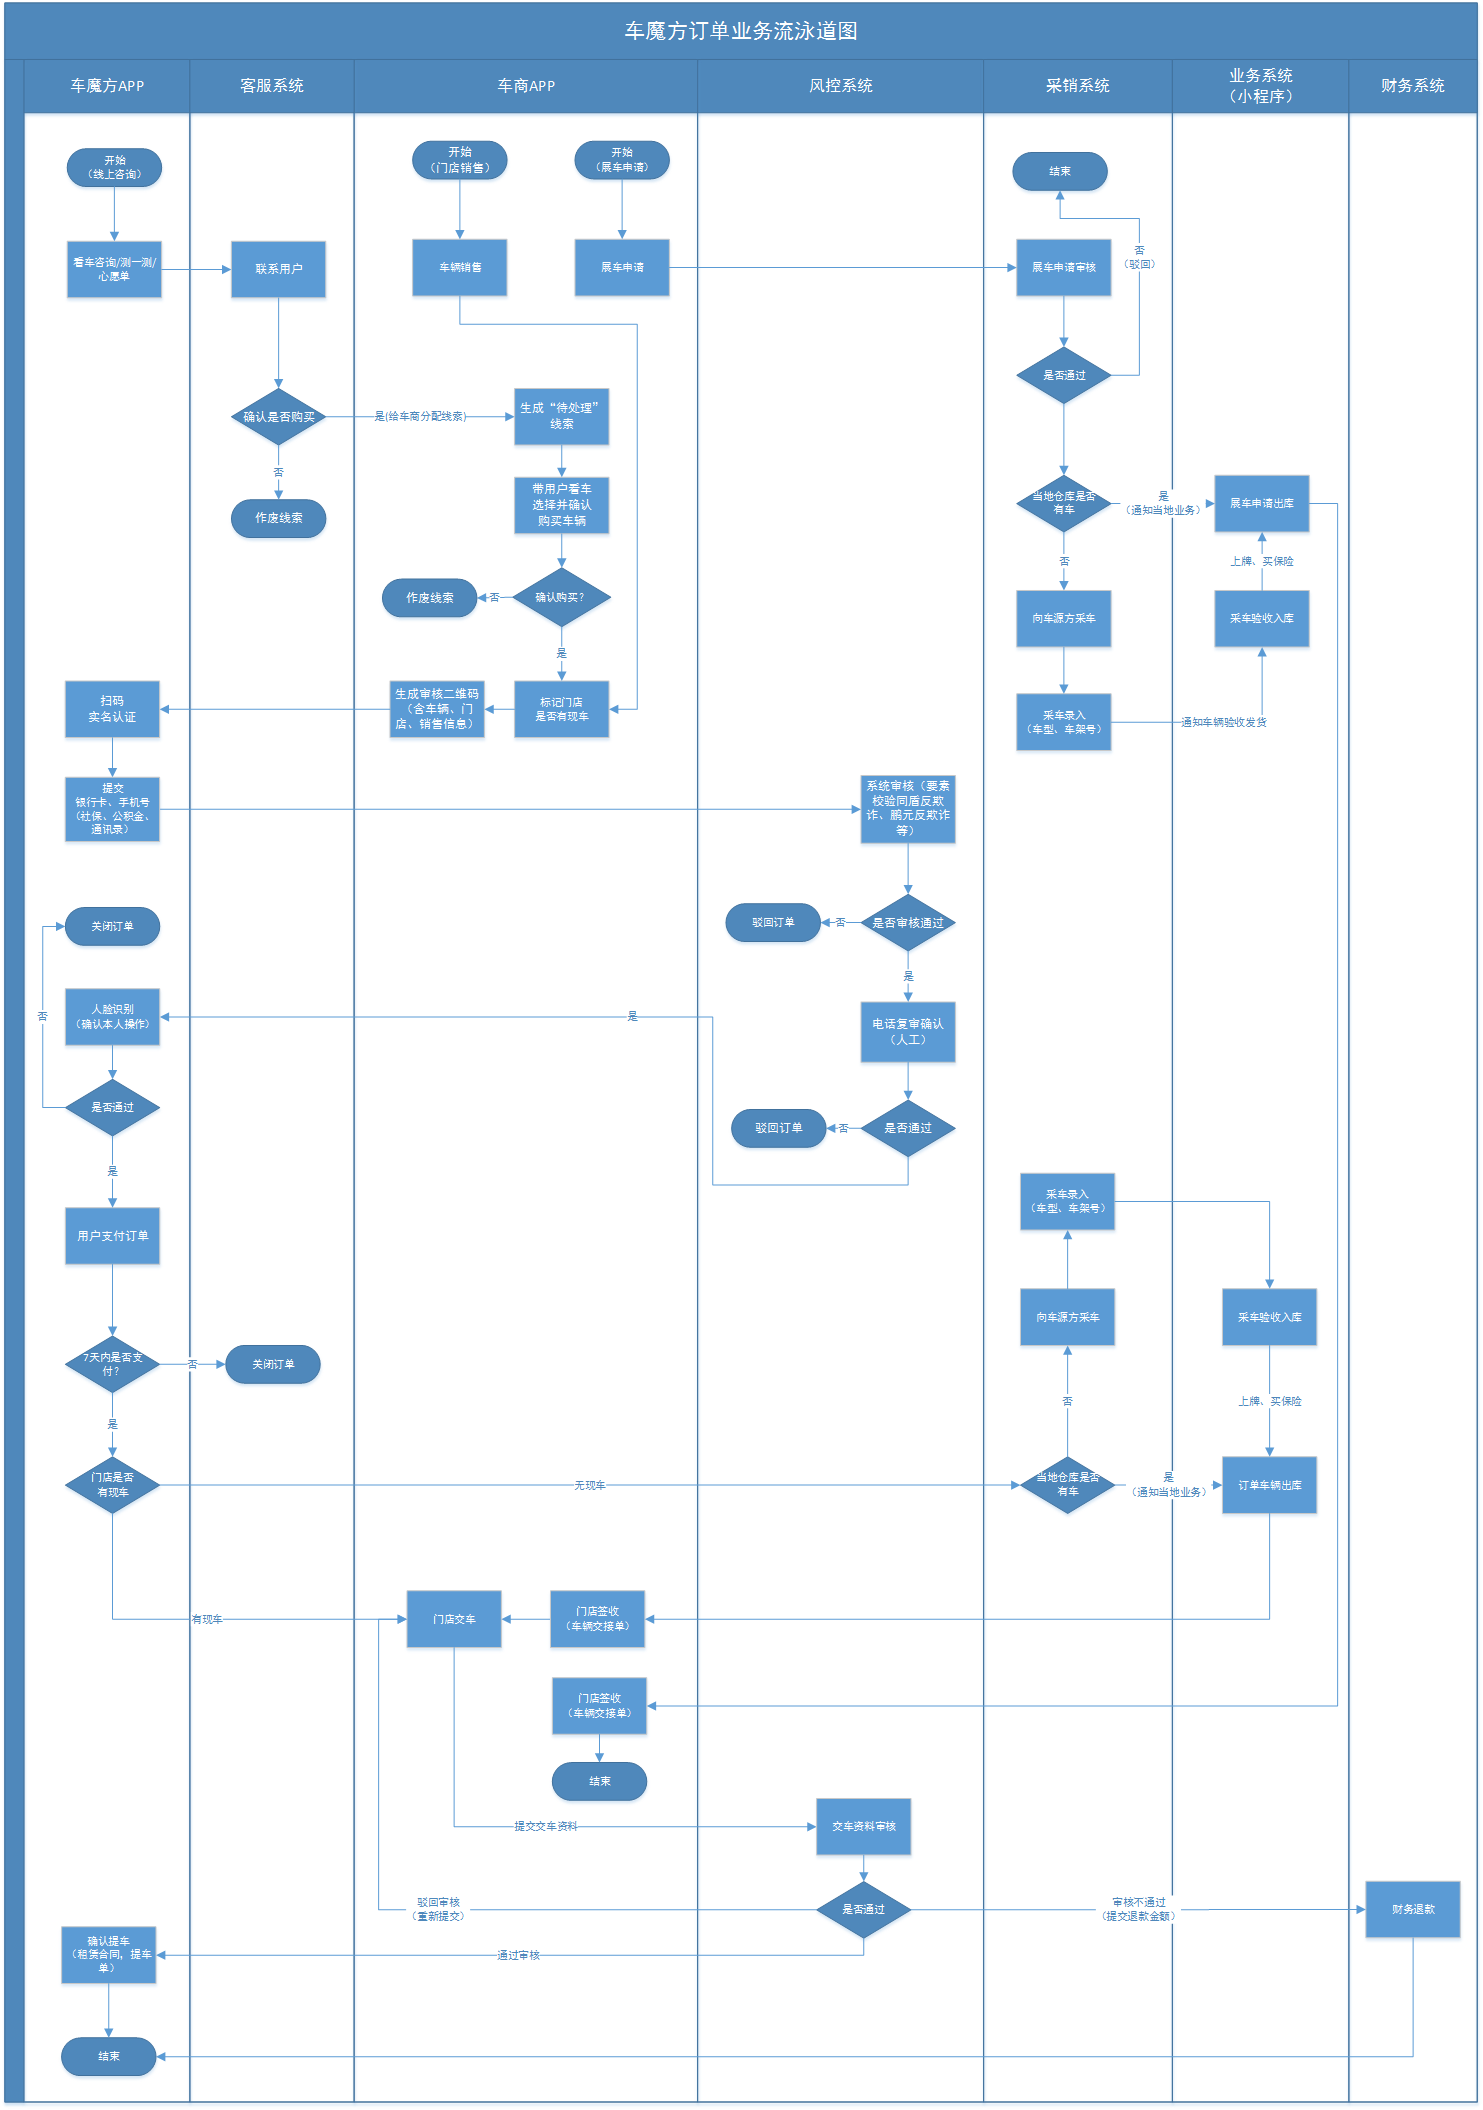 车魔方订单业务流泳道图
车魔方APP
客服系统
车商APP
风控系统
采销系统
业务系统
（小程序）
财务系统
开始
（线上咨询）
开始
（门店销售）
开始
（展车申请）
结束
看车咨询/测一测/
心愿单
联系用户
车辆销售
展车申请
展车申请审核
否
（驳回）
是否通过
确认是否购买
是(给车商分配线索)
生成“待处理”
线索
否
作废线索
带用户看车
选择并确认
购买车辆
当地仓库是否
有车
是
（通知当地业务）
展车申请出库
否
上牌、买保险
作废线索
否
确认购买？
向车源方采车
采车验收入库
是
扫码
实名认证
生成审核二维码
（含车辆、门
店、销售信息）
标记门店
是否有现车
采车录入
（车型、车架号）
通知车辆验收发货
提交
银行卡、手机号
（社保、公积金、
通讯录）
系统审核（要素
校验同盾反欺
诈、鹏元反欺诈
等）
关闭订单
驳回订单
否
是否审核通过
是
否
人脸识别
（确认本人操作）
是
电话复审确认
（人工）
是否通过
驳回订单
否
是否通过
是
采车录入
（车型、车架号）
用户支付订单
向车源方采车
采车验收入库
7天内是否支
付？
否
关闭订单
否
上牌、买保险
是
门店是否
有现车
无现车
当地仓库是否
有车
是
（通知当地业务）
订单车辆出库
有现车
门店交车
门店签收
（车辆交接单）
门店签收
（车辆交接单）
结束
提交交车资料
交车资料审核
驳回审核
（重新提交）
是否通过
审核不通过
（提交退款金额）
财务退款
确认提车
（租赁合同，提车
单）
通过审核
结束